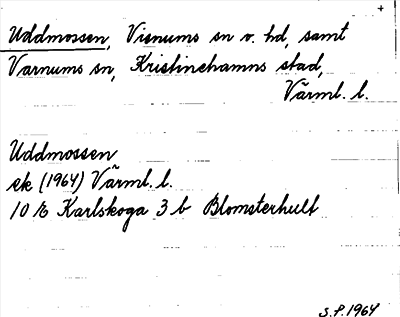 +
Uddmossen, Visnums sn v. hd, samt
Varnums sn, Kristinehamns stad,
Värml. l.
Uddmossen
ek (1964) Värml. l.
10 E Karlskoga 3 b Blomsterhult
S.P. 1964